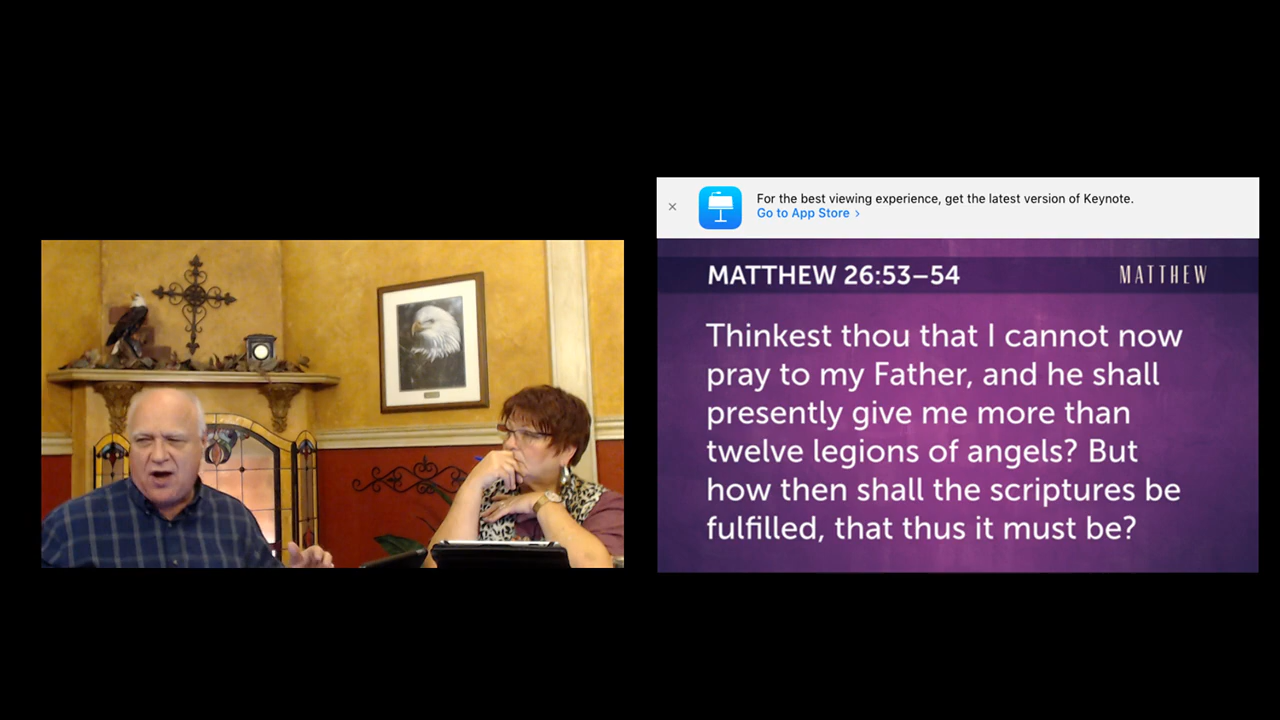 For the best viewing experience, get the latest version of Keynote.
Go to App Store >
MATTHEW 26:53–54
MATTHEW
Thinkest thou that I cannot now
pray to my Father, and he shall
presently give me more than
twelve legions of angels? But
how then shall the scriptures be
fulfilled, that thus it must be?